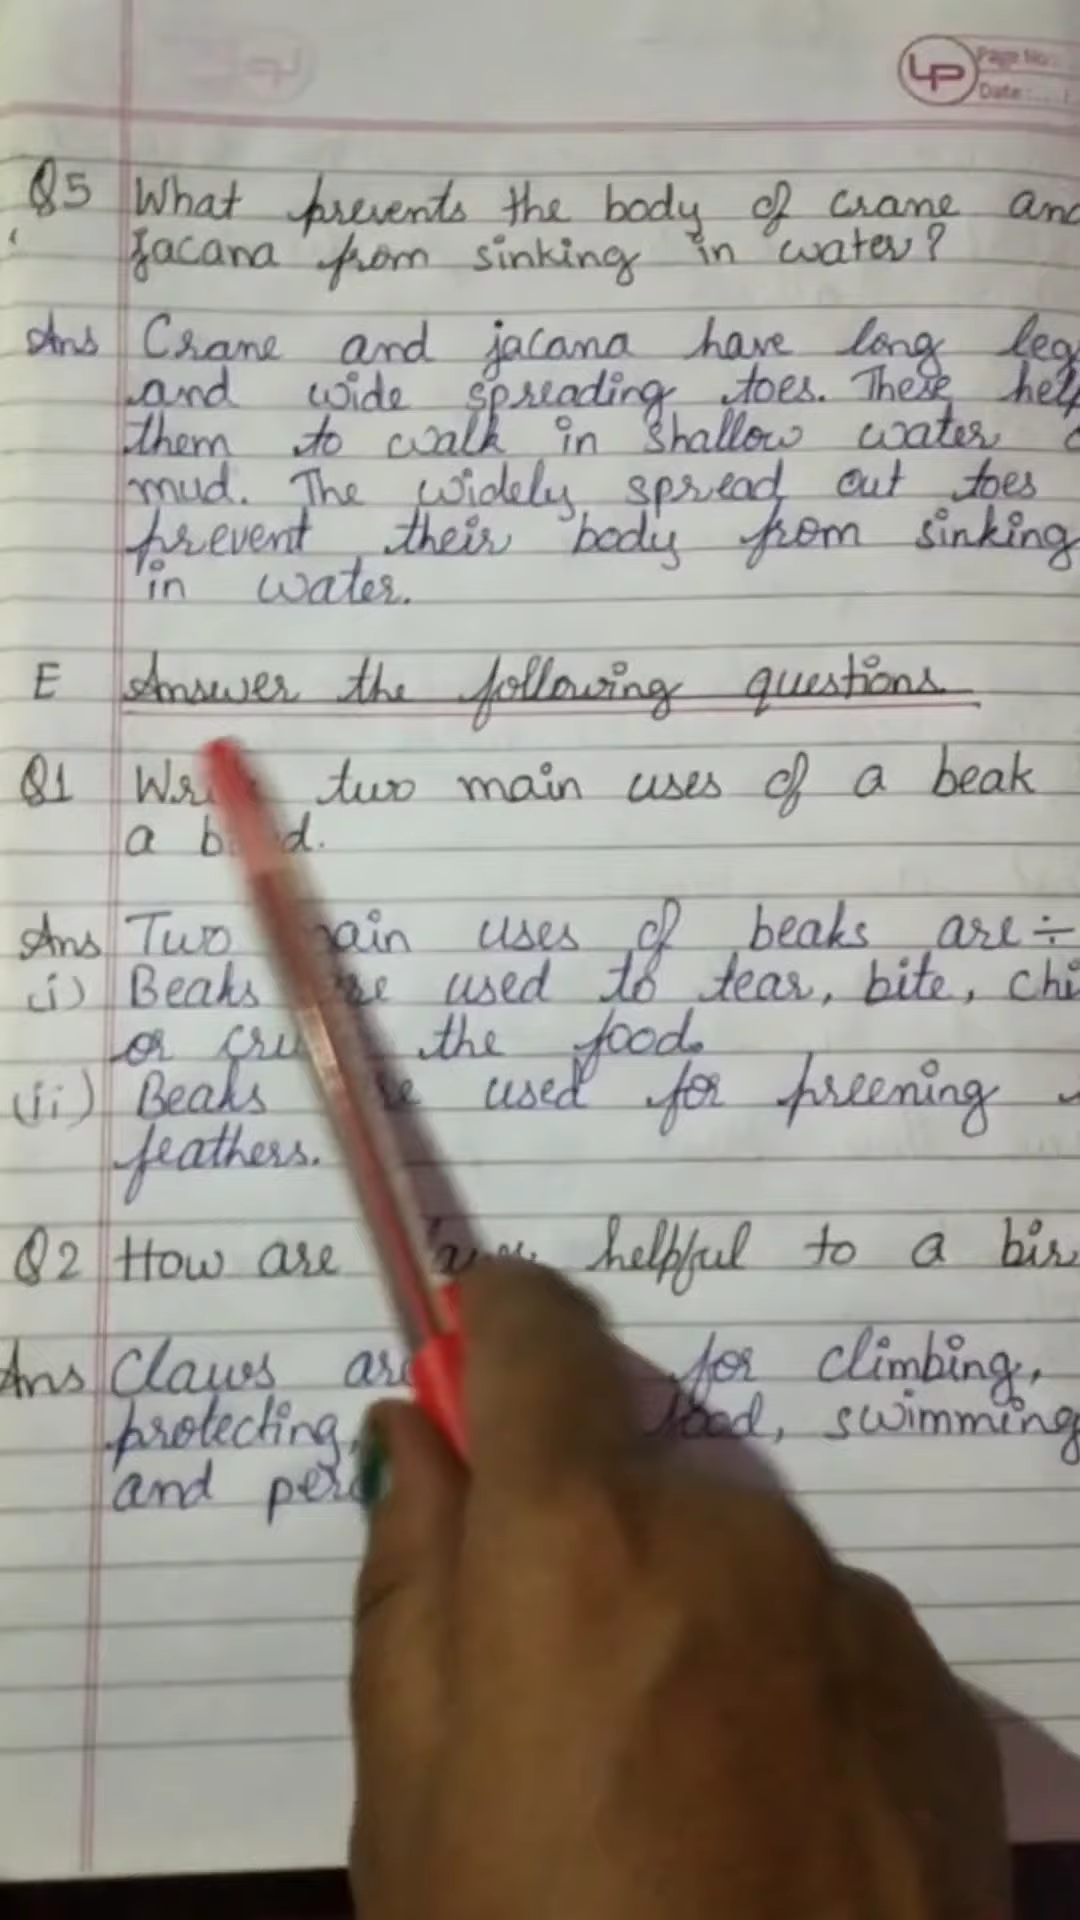 LP Page No.:
Date:
Q5 What prevents the body of crane and
jacana from sinking in water?
Ans Crane and jacana have long
and wide spreading toes. These help
them to walk in shallow water
mud. The widely spread out toes
prevent their body from sinking
in water.
E Answer the following questions
Q1 two main uses of a beak
a
Ans Two main uses of beaks are÷
(i) Beaks used to tear, bite,
or the food.
(ii) Beaks used for preening
feathers.
Q2 How are helpful to a
Ans Claws for climbing,
protecting, food, swimming
and